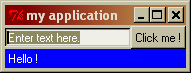 my application
Enter text here. Click me !
Hello !